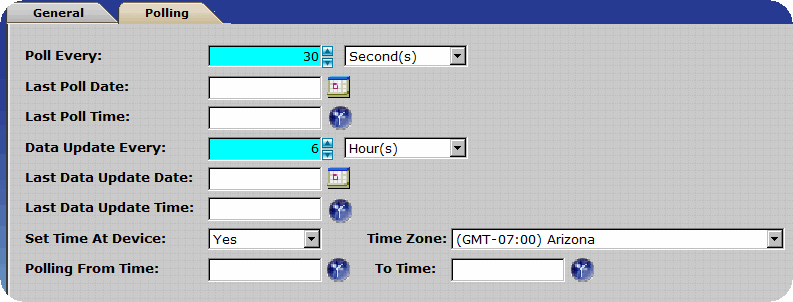 General Polling
Poll Every: 30 Second(s)
Last Poll Date:
Last Poll Time:
Data Update Every: 6 Hour(s)
Last Data Update Date:
Last Data Update Time:
Set Time At Device: Yes Time Zone: (GMT-07:00) Arizona
Polling From Time: To Time: